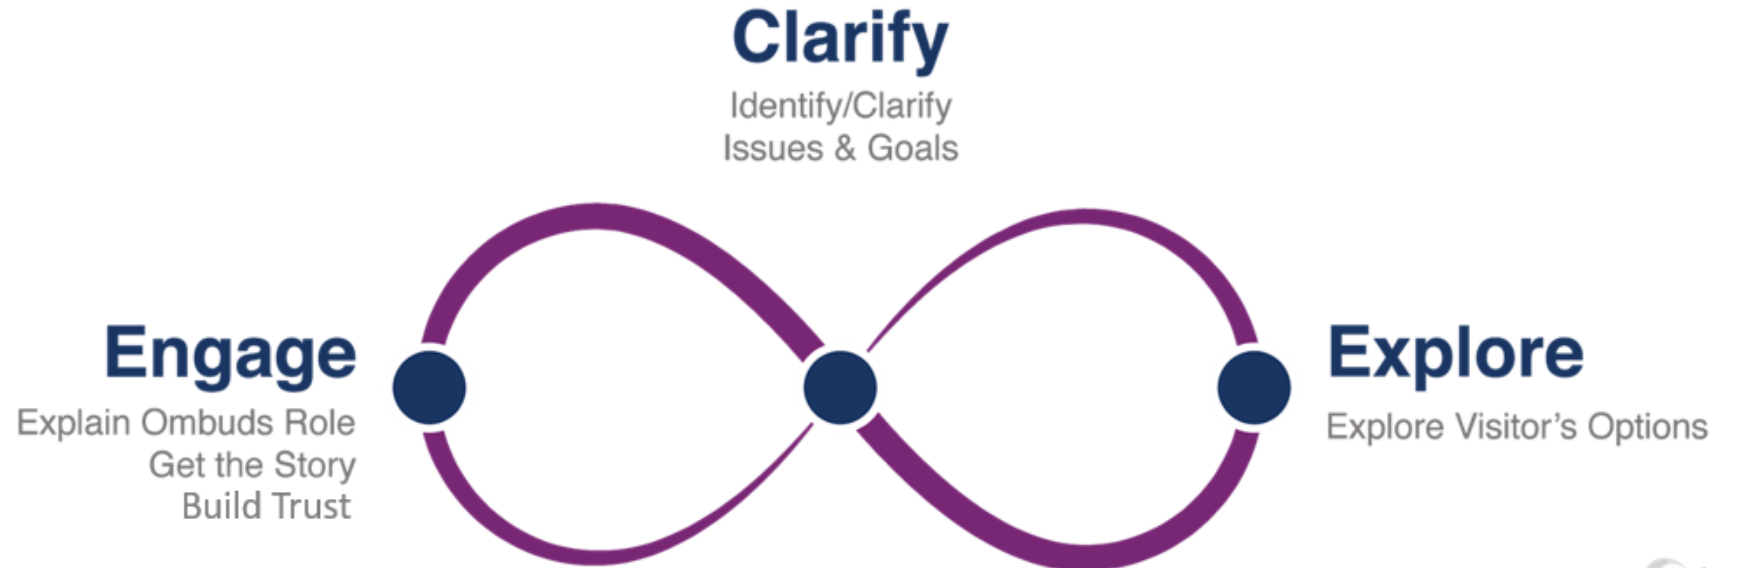 Clarify
Identify/Clarify
Issues & Goals
Engage
Explain Ombuds Role
Get the Story
Build Trust
Explore
Explore Visitor's Options